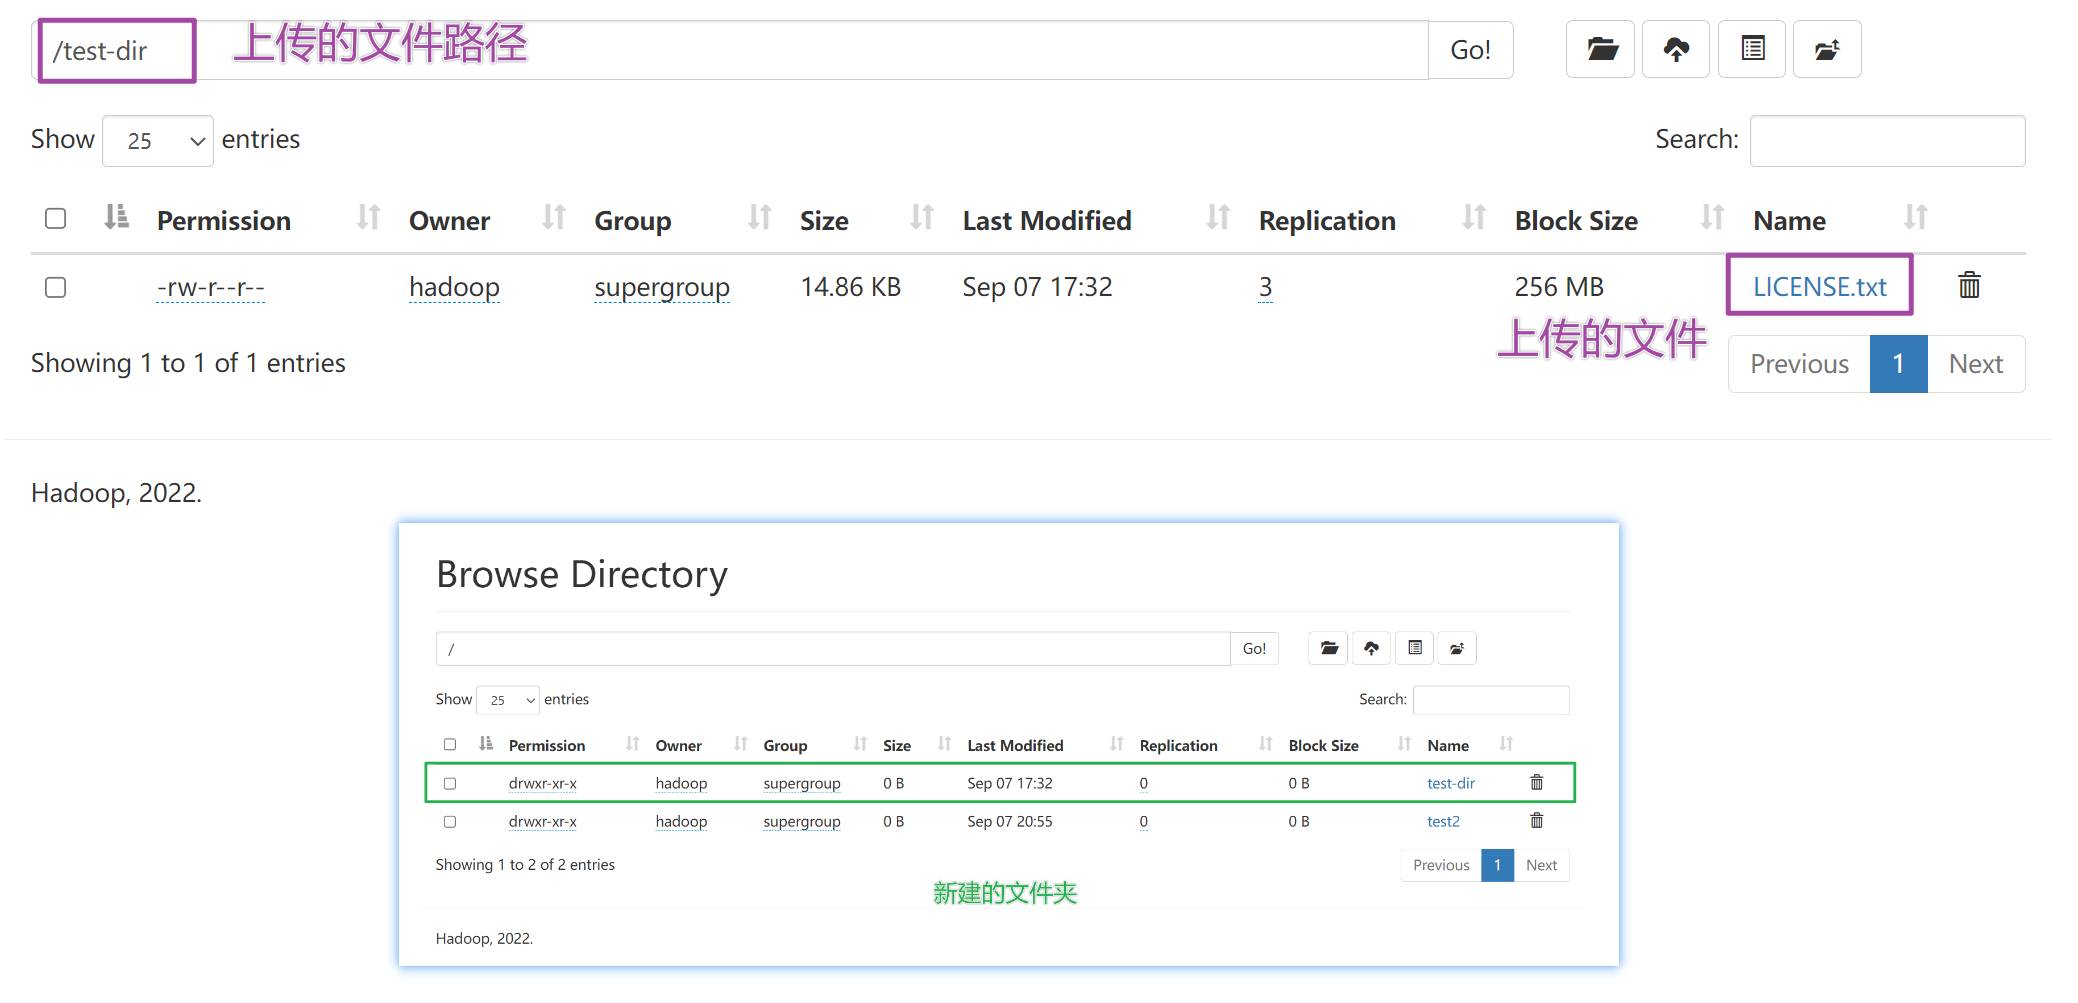 /test-dir 上传的文件路径 Go!
Show 25 entries Search:
Permission Owner Group Size Last Modified Replication Block Size Name
-rw-r--r-- hadoop supergroup 14.86 KB Sep 07 17:32 3 256 MB LICENSE.txt
上传的文件
Showing 1 to 1 of 1 entries Previous 1 Next
Hadoop, 2022.
Browse Directory
/ Go!
Show 25 entries Search:
Permission Owner Group Size Last Modified Replication Block Size Name
drwxr-xr-x hadoop supergroup 0 B Sep 07 17:32 0 0 B test-dir
drwxr-xr-x hadoop supergroup 0 B Sep 07 20:55 0 0 B test2
Showing 1 to 2 of 2 entries Previous 1 Next
新建的文件夹
Hadoop, 2022.